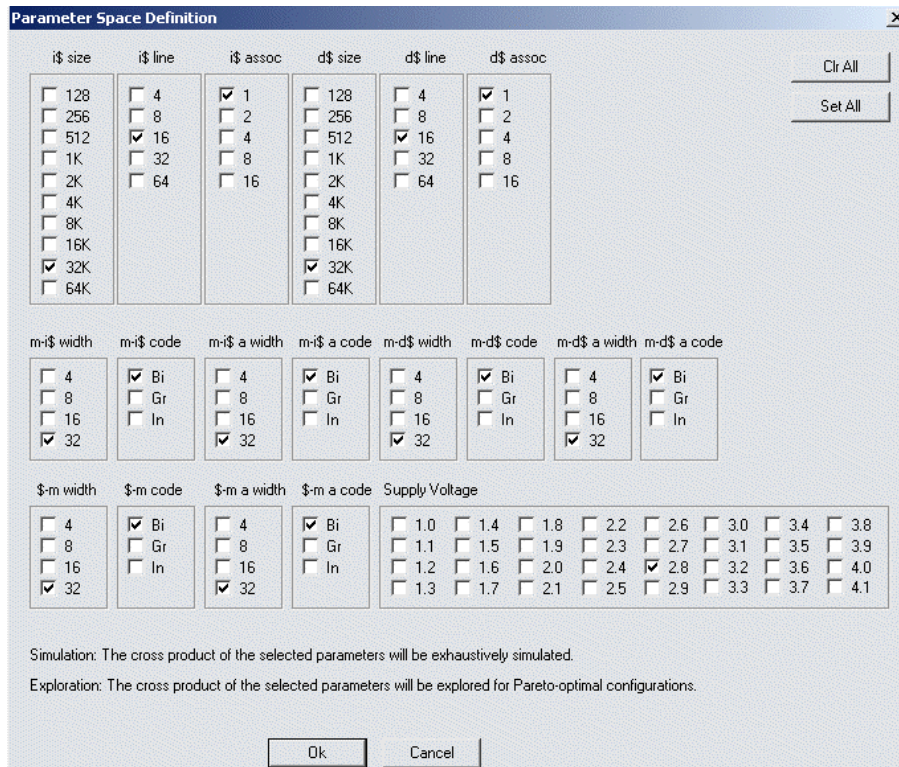 Parameter Space Definition
i$ size i$ line i$ assoc d$ size d$ line d$ assoc
Clr All
128 4 1 128 4 1
256 8 2 256 8 2
Set All
512 16 4 512 16 4
1K 32 8 1K 32 8
2K 64 16 2K 64 16
4K 4K
8K 8K
16K 16K
32K 32K
64K 64K
m-i$ width m-i$ code m-i$ a width m-i$ a code m-d$ width m-d$ code m-d$ a width m-d$ a code
4 Bi 4 Bi 4 Bi 4 Bi
8 Gr 8 Gr 8 Gr 8 Gr
16 In 16 In 16 In 16 In
32 32 32 32
$-m width $-m code $-m a width $-m a code Supply Voltage
4 Bi 4 Bi 1.0 1.4 1.8 2.2 2.6 3.0 3.4 3.8
8 Gr 8 Gr 1.1 1.5 1.9 2.3 2.7 3.1 3.5 3.9
16 In 16 In 1.2 1.6 2.0 2.4 2.8 3.2 3.6 4.0
32 32 1.3 1.7 2.1 2.5 2.9 3.3 3.7 4.1
Simulation: The cross product of the selected parameters will be exhaustively simulated.
Exploration: The cross product of the selected parameters will be explored for Pareto-optimal configurations.
Ok Cancel